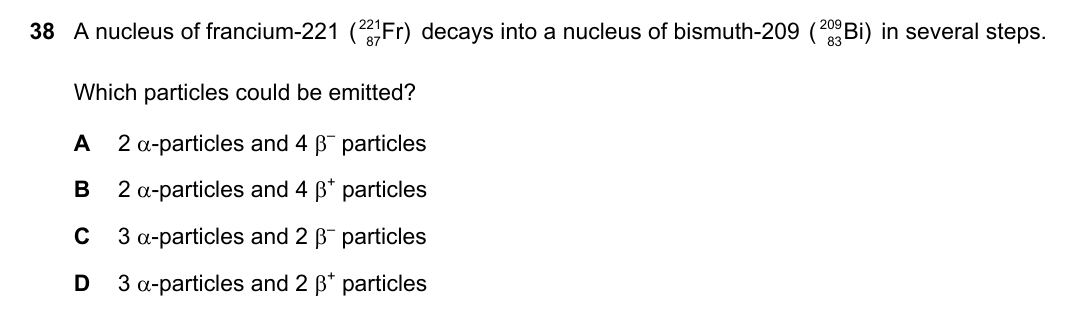 38 A nucleus of francium-221 (²²¹₈₇Fr) decays into a nucleus of bismuth-209 (²⁰⁹₈₃Bi) in several steps.
Which particles could be emitted?
A 2 α-particles and 4 β⁻ particles
B 2 α-particles and 4 β⁺ particles
C 3 α-particles and 2 β⁻ particles
D 3 α-particles and 2 β⁺ particles